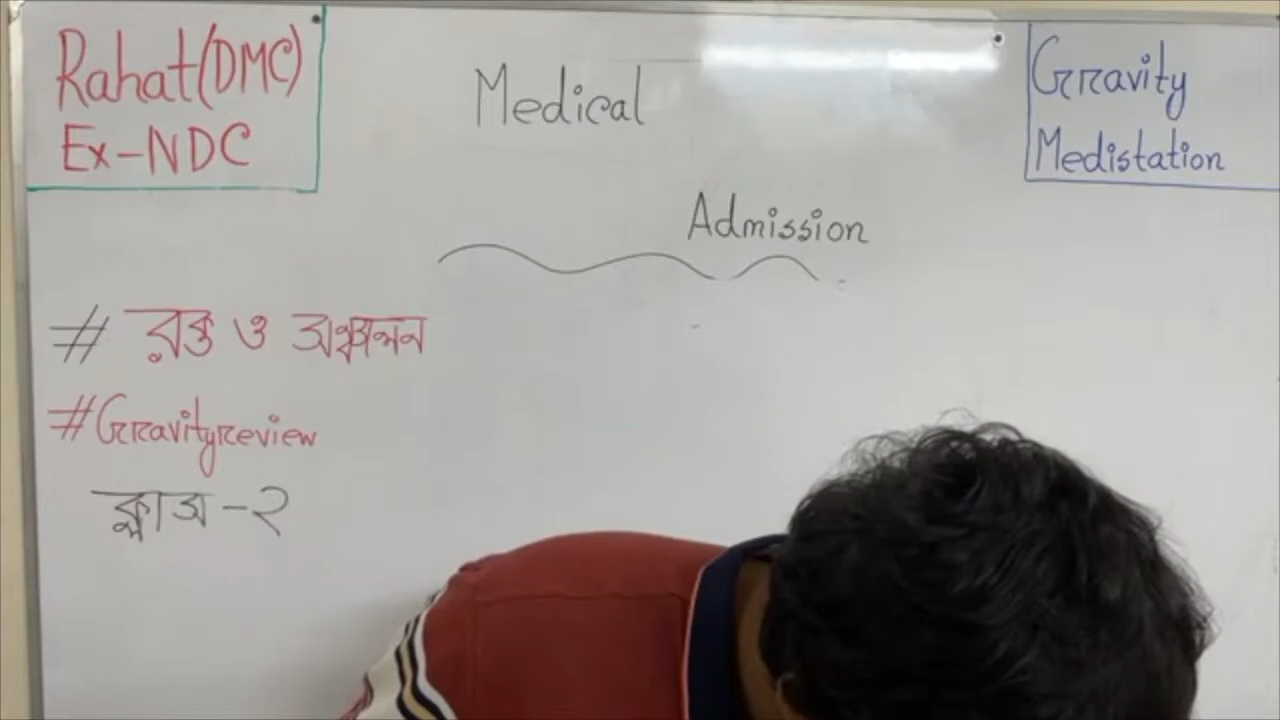 Rahat(DMC)
Ex-NDC
Medical
Admission
Gravity
Medistation
# রক্ত ও সঞ্চালন
#Gravityreview
ক্লাস-২